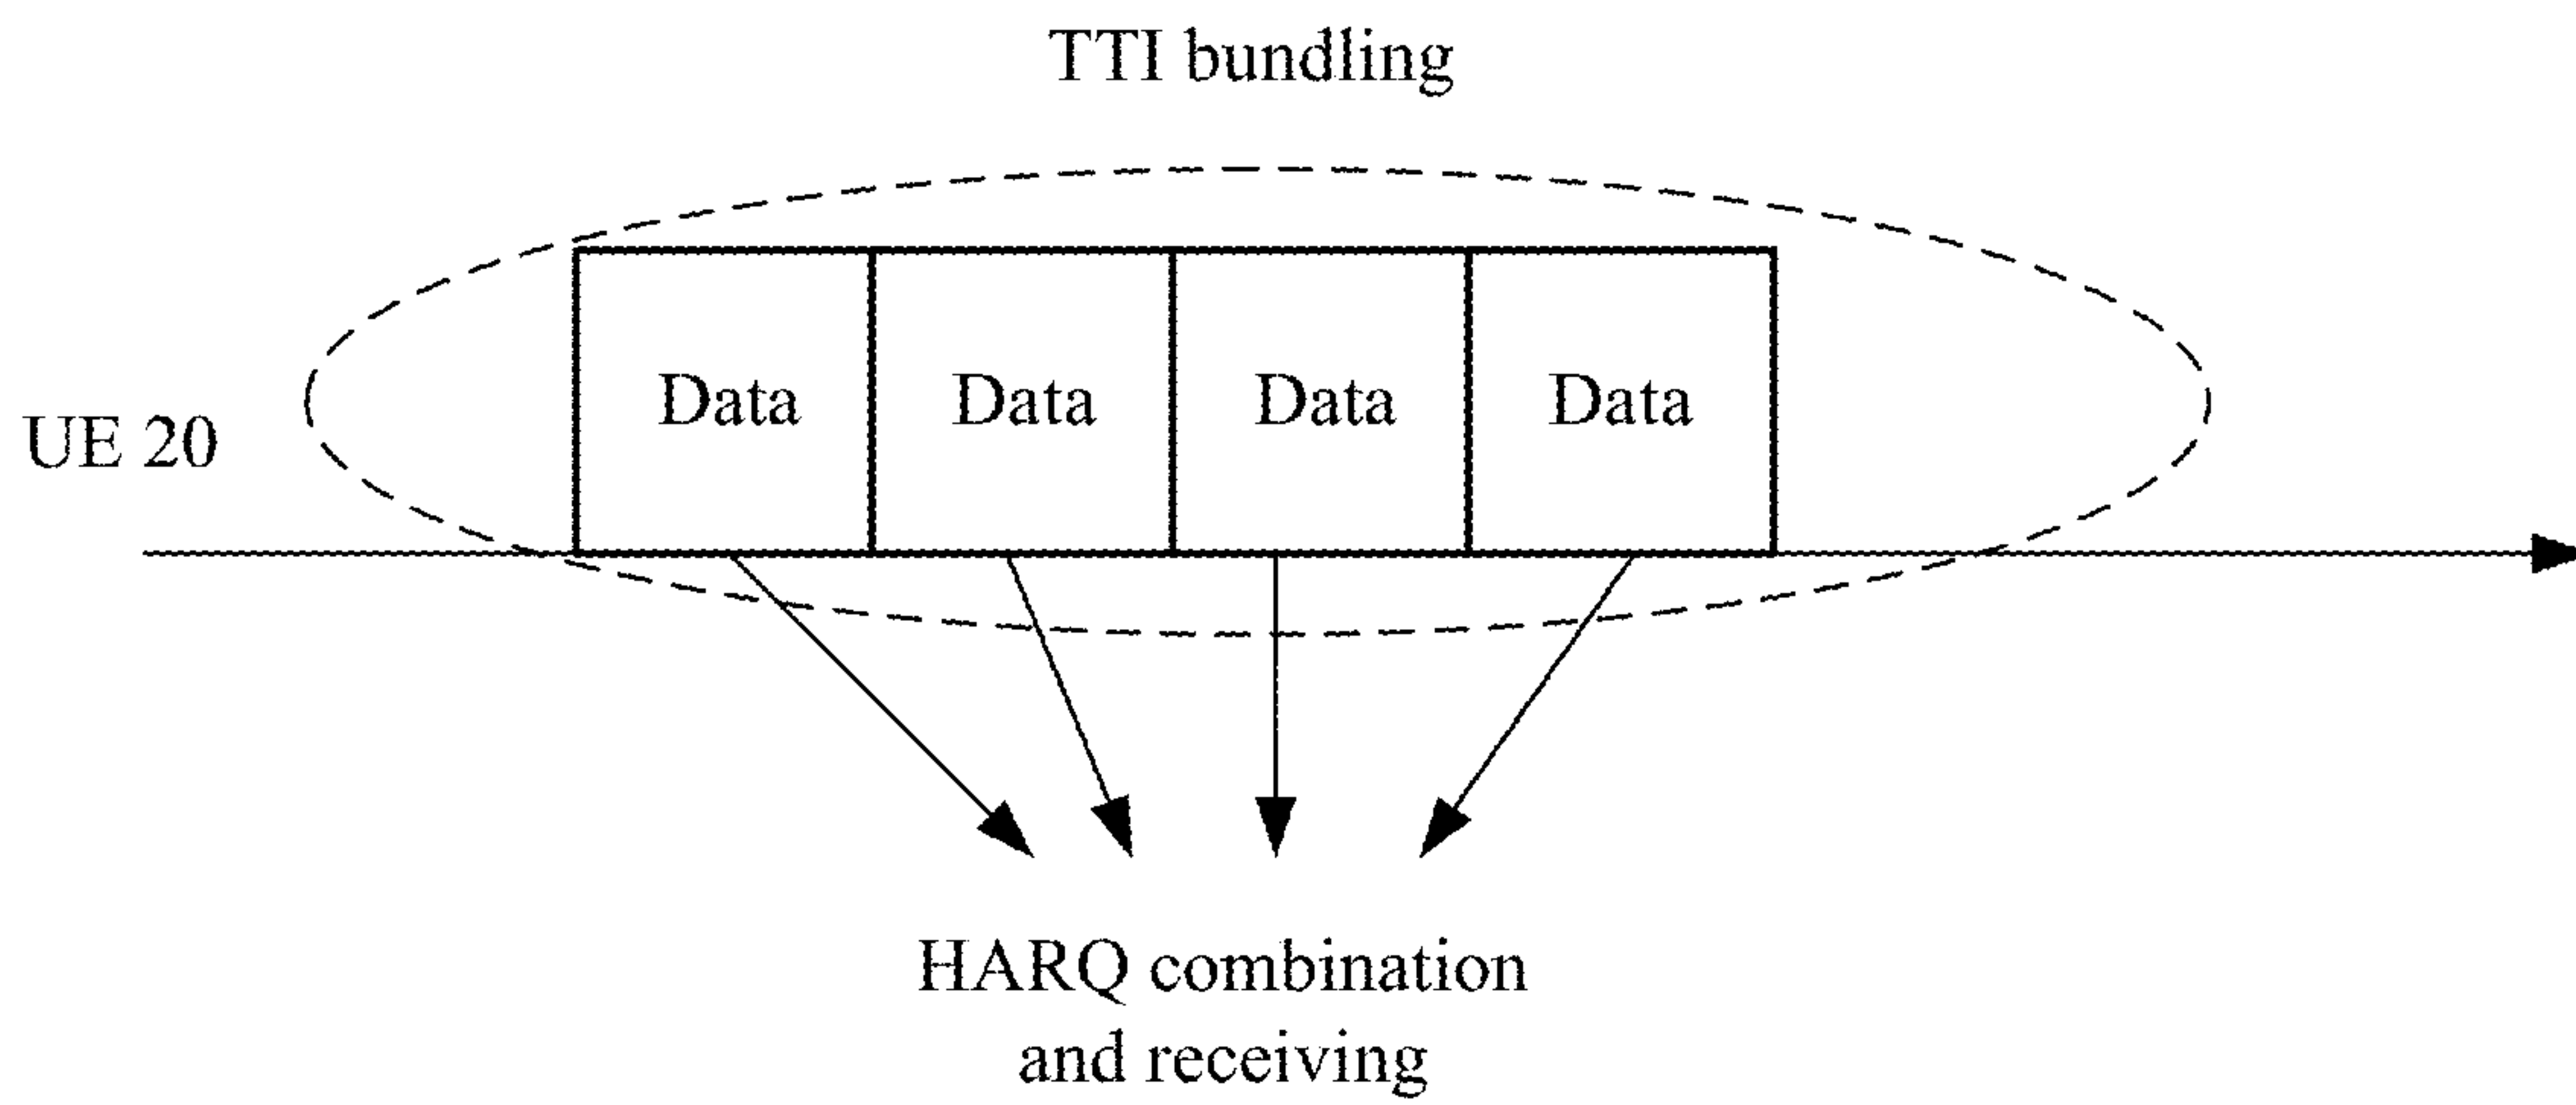 TTI bundling
UE 20
Data Data Data Data
HARQ combination
and receiving